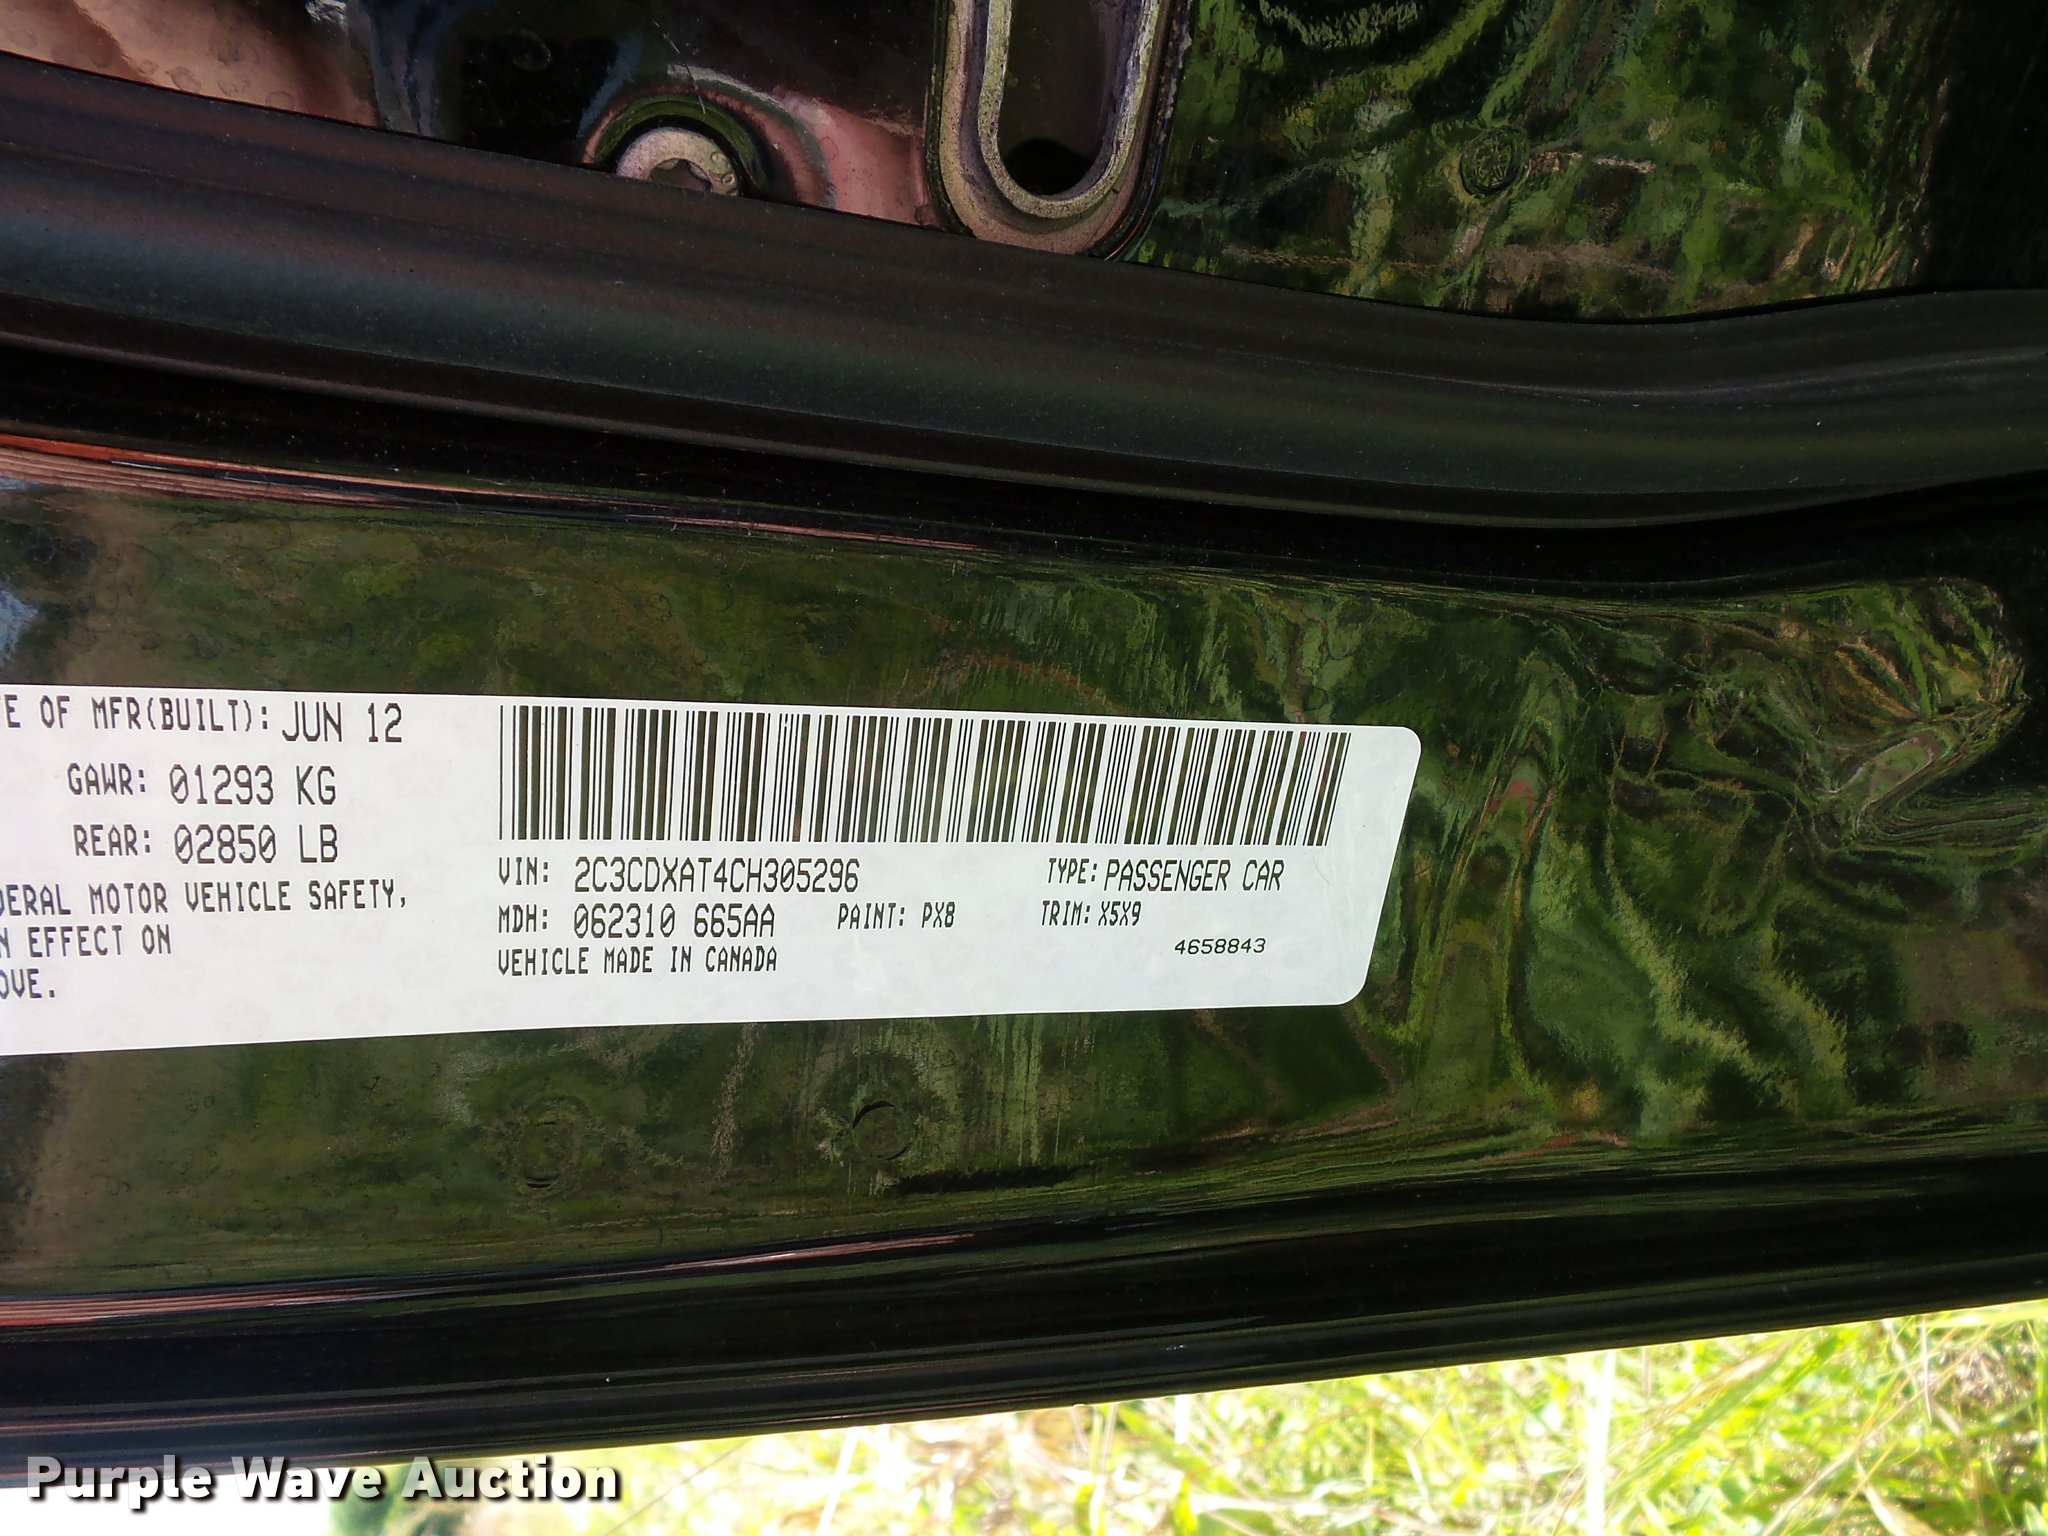 TE OF MFR(BUILT): JUN 12
GAWR: 01293 KG
REAR: 02850 LB
DERAL MOTOR VEHICLE SAFETY,
N EFFECT ON
OVE.
VIN: 2C3CDXAT4CH305296 TYPE: PASSENGER CAR
MDH: 062310 665AA PAINT: PX8 TRIM: X5X9
VEHICLE MADE IN CANADA 4658843
Purple Wave Auction